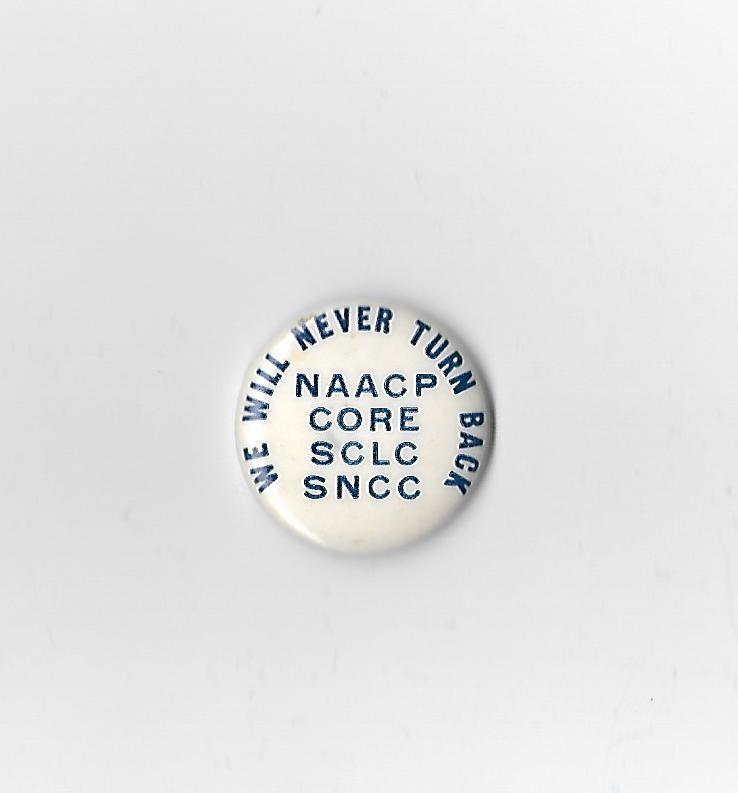 WE WILL NEVER TURN BACK
NAACP
CORE
SCLC
SNCC